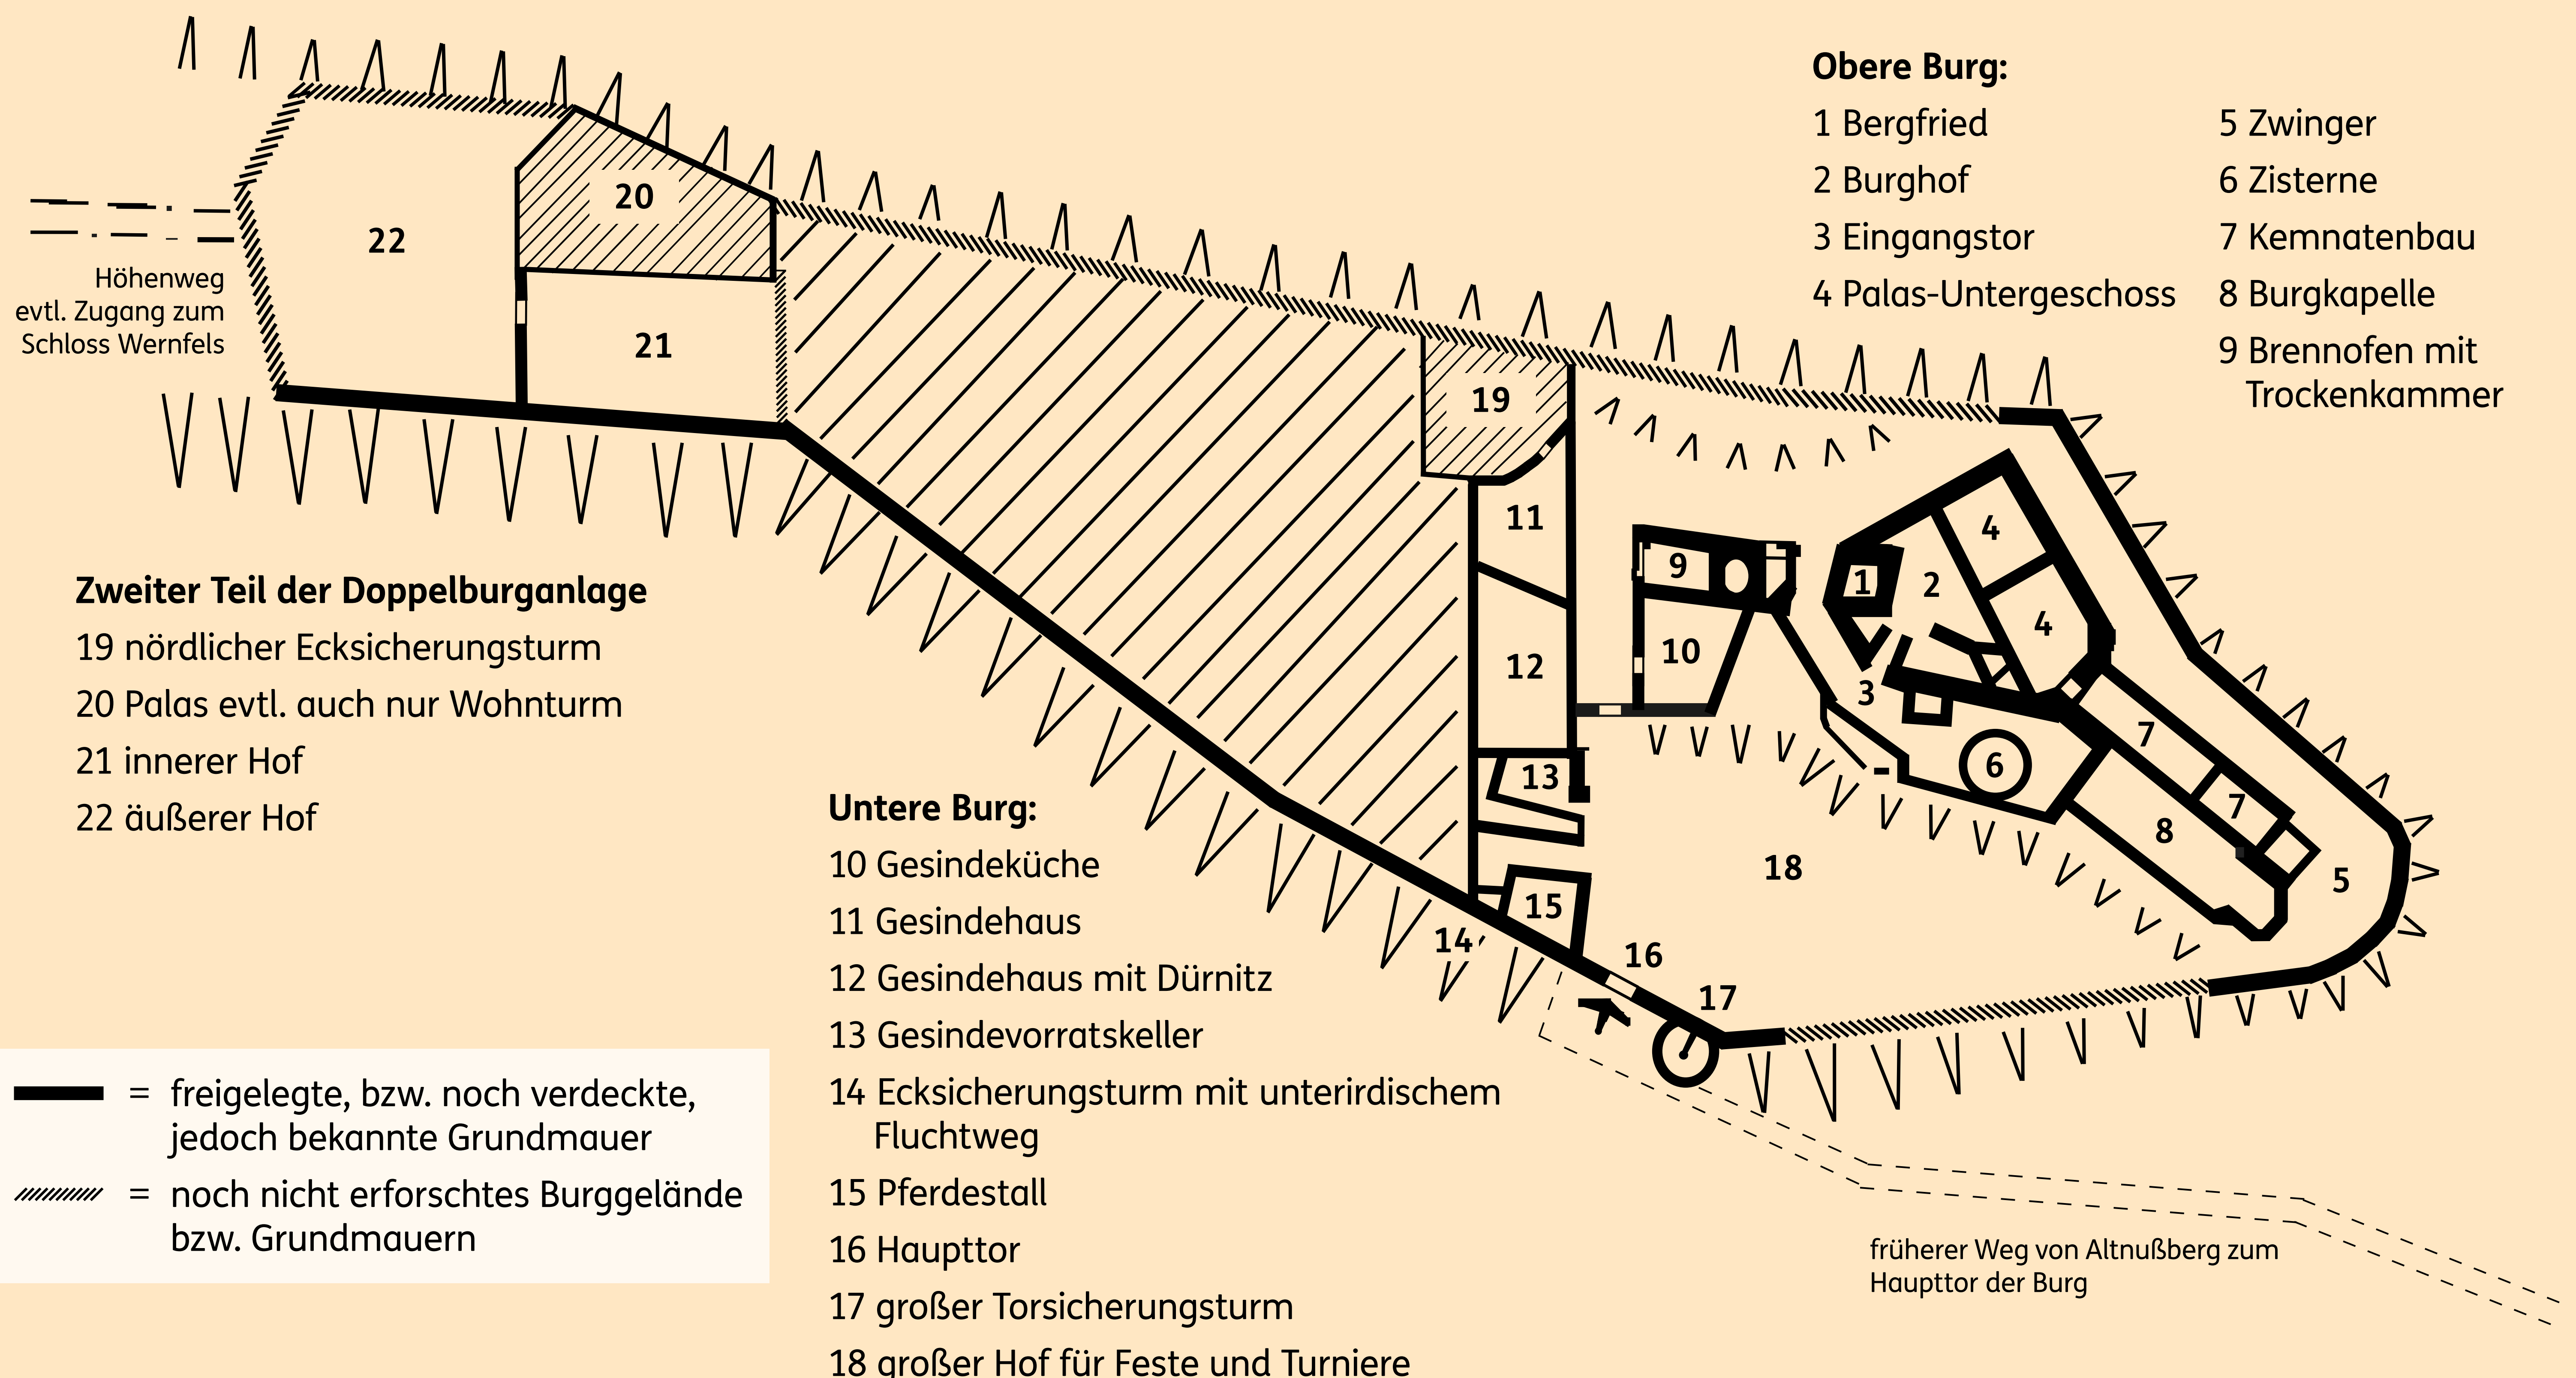 Obere Burg:
1 Bergfried
2 Burghof
3 Eingangstor
4 Palas-Untergeschoss
5 Zwinger
6 Zisterne
7 Kemnatenbau
8 Burgkapelle
9 Brennofen mit
Trockenkammer
20
22
21
19
Höhenweg
evtl. Zugang zum
Schloss Wernfels
11
12
9
10
1
2
4
4
3
6
7
7
8
5
13
18
15
14
16
17
Zweiter Teil der Doppelburganlage
19 nördlicher Ecksicherungsturm
20 Palas evtl. auch nur Wohnturm
21 innerer Hof
22 äußerer Hof
Untere Burg:
10 Gesindeküche
11 Gesindehaus
12 Gesindehaus mit Dürnitz
13 Gesindevorratskeller
14 Ecksicherungsturm mit unterirdischem
Fluchtweg
15 Pferdestall
16 Haupttor
17 großer Torsicherungsturm
18 großer Hof für Feste und Turniere
= freigelegte, bzw. noch verdeckte,
jedoch bekannte Grundmauer
= noch nicht erforschtes Burggelände
bzw. Grundmauern
früherer Weg von Altnußberg zum
Haupttor der Burg